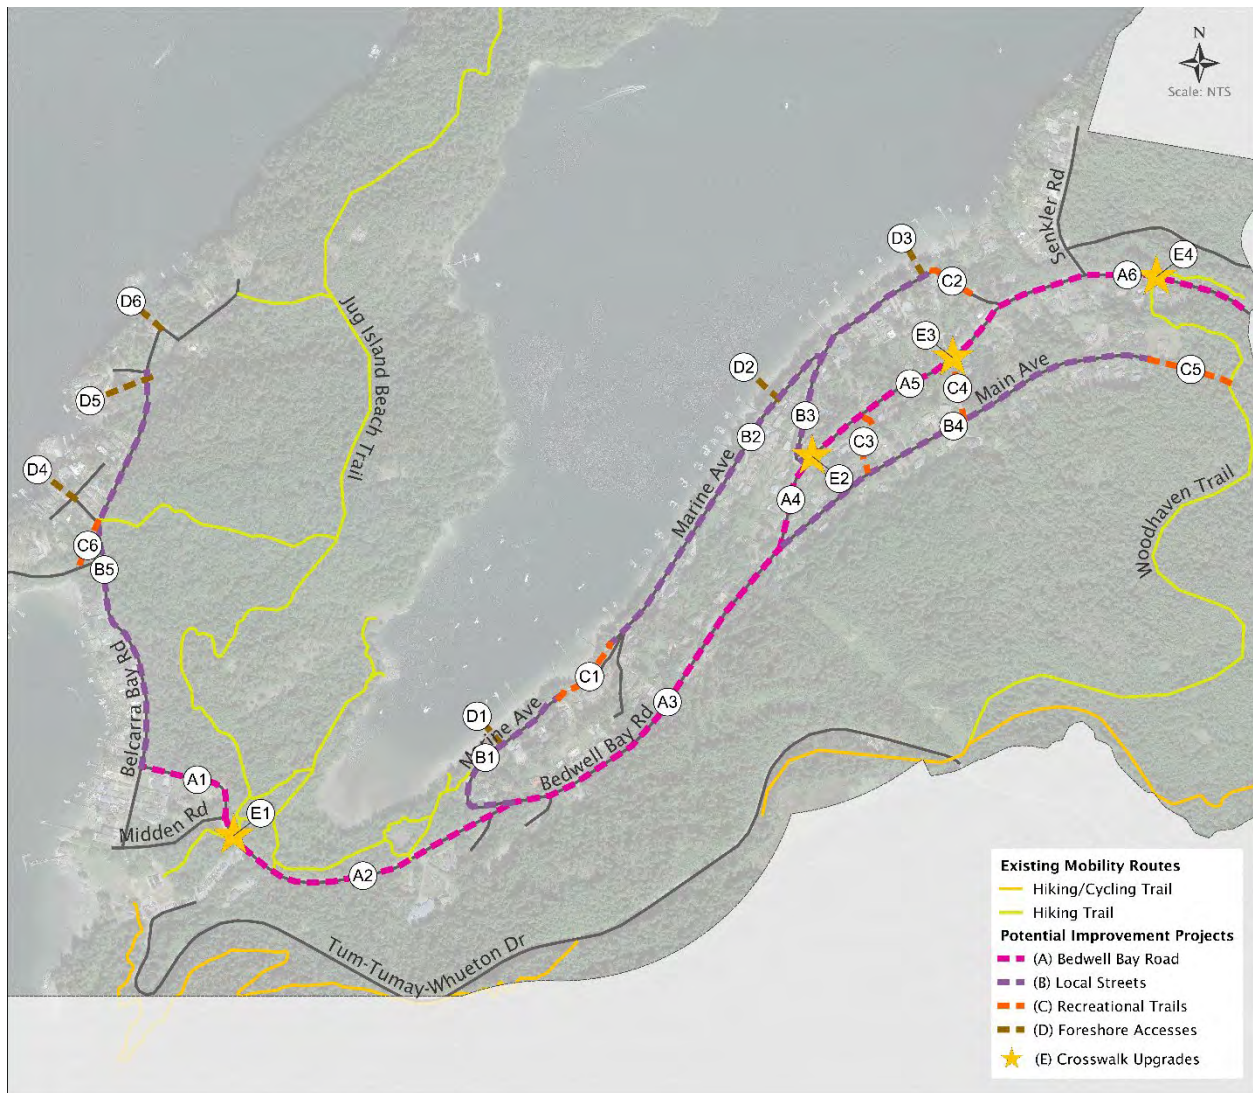 N
Scale: NTS
Senkler Rd
D3
E4
A6
C2
D6
Jug Island Beach Trail
E3
D2
C5
A5
C4
Main Ave
D5
B3
B4
B2
C3
D4
Marine Ave
E2
A4
Woodhaven Trail
C6
B5
Belcarra Bay Rd
C1
A3
D1
Marine Ave
B1
Bedwell Bay Rd
A1
E1
Midden Rd
A2
Tum-Tumay-Whueton Dr
Existing Mobility Routes
Hiking/Cycling Trail
Hiking Trail
Potential Improvement Projects
(A) Bedwell Bay Road
(B) Local Streets
(C) Recreational Trails
(D) Foreshore Accesses
(E) Crosswalk Upgrades